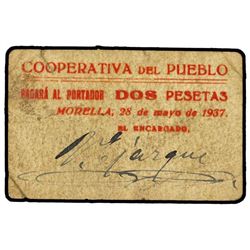 COOPERATIVA DEL PUEBLO
PAGARÁ AL PORTADOR DOS PESETAS
MORELLA, 28 de mayo de 1937.
EL ENCARGADO,